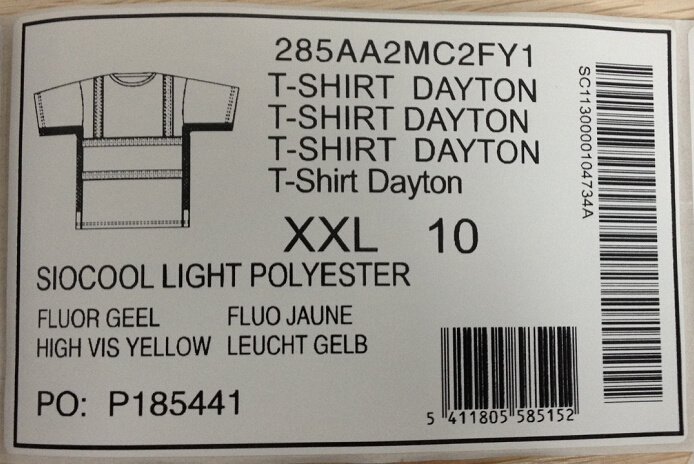 285AA2MC2FY1
T-SHIRT DAYTON
T-SHIRT DAYTON
T-SHIRT DAYTON
T-Shirt Dayton
XXL 10
SIOCOOL LIGHT POLYESTER
FLUOR GEEL FLUO JAUNE
HIGH VIS YELLOW LEUCHT GELB
PO: P185441
5 411805 585152
SC1130000104734A